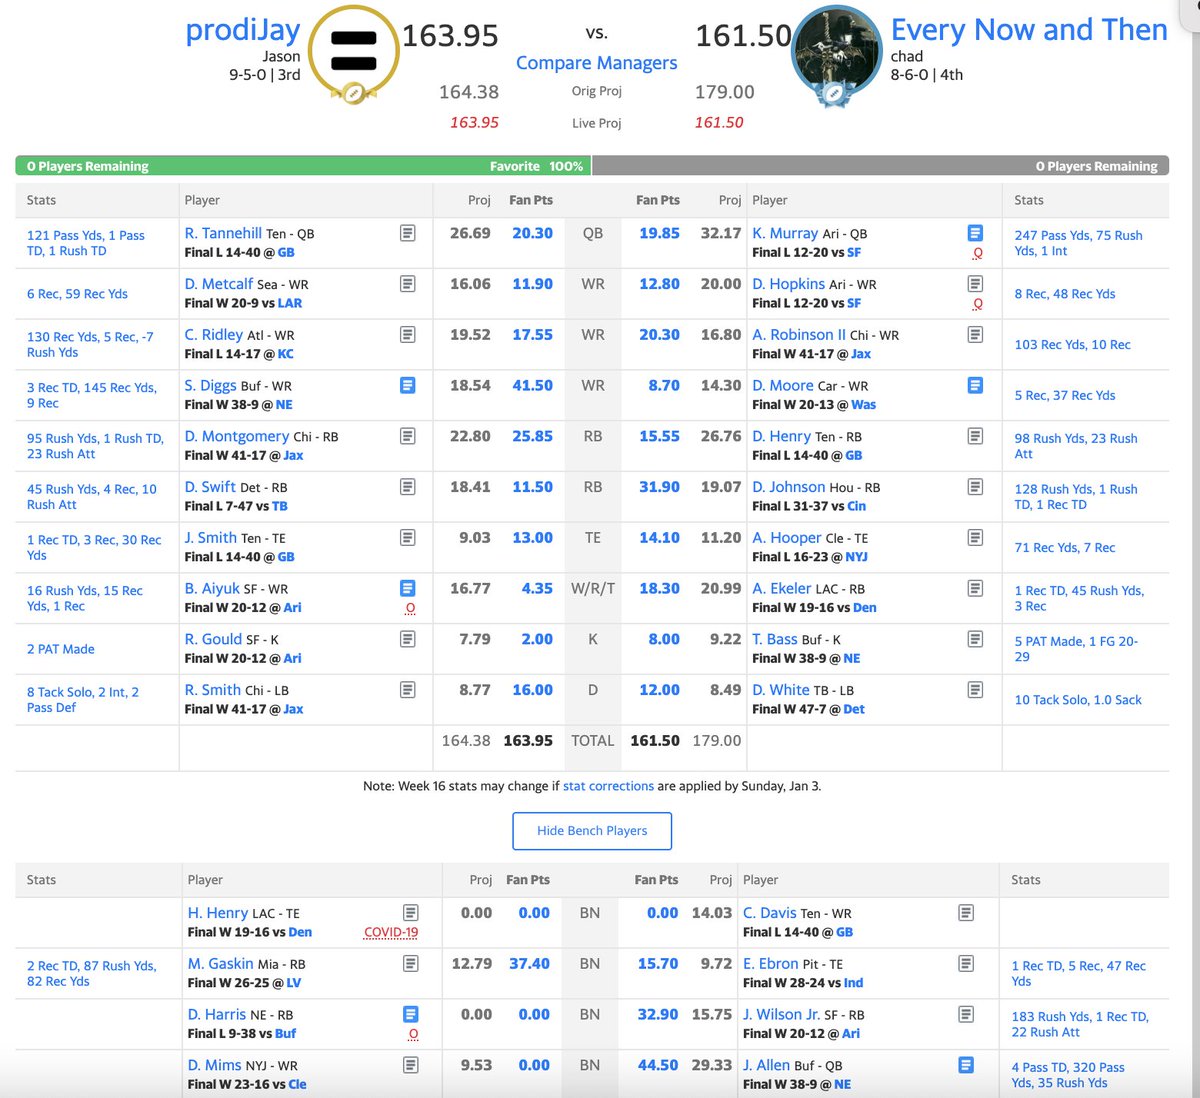 prodiJay
Jason
9-5-0 | 3rd
163.95
vs.
161.50
Every Now and Then
chad
8-6-0 | 4th
Compare Managers
164.38 Orig Proj 179.00
163.95 Live Proj 161.50
0 Players Remaining Favorite 100% 0 Players Remaining
Stats Player Proj Fan Pts Fan Pts Proj Player Stats
121 Pass Yds, 1 Pass
TD, 1 Rush TD
R. Tannehill Ten - QB
Final L 14-40 @ GB
26.69 20.30 QB 19.85 32.17
K. Murray Ari - QB
Final L 12-20 vs SF
Q
247 Pass Yds, 75 Rush
Yds, 1 Int
6 Rec, 59 Rec Yds
D. Metcalf Sea - WR
Final W 20-9 vs LAR
16.06 11.90 WR 12.80 20.00
D. Hopkins Ari - WR
Final L 12-20 vs SF
Q
8 Rec, 48 Rec Yds
130 Rec Yds, 5 Rec, -7
Rush Yds
C. Ridley Atl - WR
Final L 14-17 @ KC
19.52 17.55 WR 20.30 16.80
A. Robinson II Chi - WR
Final W 41-17 @ Jax
103 Rec Yds, 10 Rec
3 Rec TD, 145 Rec Yds,
9 Rec
S. Diggs Buf - WR
Final W 38-9 @ NE
18.54 41.50 WR 8.70 14.30
D. Moore Car - WR
Final W 20-13 @ Was
5 Rec, 37 Rec Yds
95 Rush Yds, 1 Rush TD,
23 Rush Att
D. Montgomery Chi - RB
Final W 41-17 @ Jax
22.80 25.85 RB 15.55 26.76
D. Henry Ten - RB
Final L 14-40 @ GB
98 Rush Yds, 23 Rush
Att
45 Rush Yds, 4 Rec, 10
Rush Att
D. Swift Det - RB
Final L 7-47 vs TB
18.41 11.50 RB 31.90 19.07
D. Johnson Hou - RB
Final L 31-37 vs Cin
128 Rush Yds, 1 Rush
TD, 1 Rec TD
1 Rec TD, 3 Rec, 30 Rec
Yds
J. Smith Ten - TE
Final L 14-40 @ GB
9.03 13.00 TE 14.10 11.20
A. Hooper Cle - TE
Final L 16-23 @ NYJ
71 Rec Yds, 7 Rec
16 Rush Yds, 15 Rec
Yds, 1 Rec
B. Aiyuk SF - WR
Final W 20-12 @ Ari
O
16.77 4.35 W/R/T 18.30 20.99
A. Ekeler LAC - RB
Final W 19-16 vs Den
1 Rec TD, 45 Rush Yds,
3 Rec
2 PAT Made
R. Gould SF - K
Final W 20-12 @ Ari
7.79 2.00 K 8.00 9.22
T. Bass Buf - K
Final W 38-9 @ NE
5 PAT Made, 1 FG 20-
29
8 Tack Solo, 2 Int, 2
Pass Def
R. Smith Chi - LB
Final W 41-17 @ Jax
8.77 16.00 D 12.00 8.49
D. White TB - LB
Final W 47-7 @ Det
10 Tack Solo, 1.0 Sack
164.38 163.95 TOTAL 161.50 179.00
Note: Week 16 stats may change if stat corrections are applied by Sunday, Jan 3.
Hide Bench Players
Stats Player Proj Fan Pts Fan Pts Proj Player Stats
H. Henry LAC - TE
Final W 19-16 vs Den
COVID-19
0.00 0.00 BN 0.00 14.03
C. Davis Ten - WR
Final L 14-40 @ GB
2 Rec TD, 87 Rush Yds,
82 Rec Yds
M. Gaskin Mia - RB
Final W 26-25 @ LV
12.79 37.40 BN 15.70 9.72
E. Ebron Pit - TE
Final W 28-24 vs Ind
1 Rec TD, 5 Rec, 47 Rec
Yds
D. Harris NE - RB
Final L 9-38 vs Buf
O
0.00 0.00 BN 32.90 15.75
J. Wilson Jr. SF - RB
Final W 20-12 @ Ari
183 Rush Yds, 1 Rec TD,
22 Rush Att
D. Mims NYJ - WR
Final W 23-16 vs Cle
9.53 0.00 BN 44.50 29.33
J. Allen Buf - QB
Final W 38-9 @ NE
4 Pass TD, 320 Pass
Yds, 35 Rush Yds